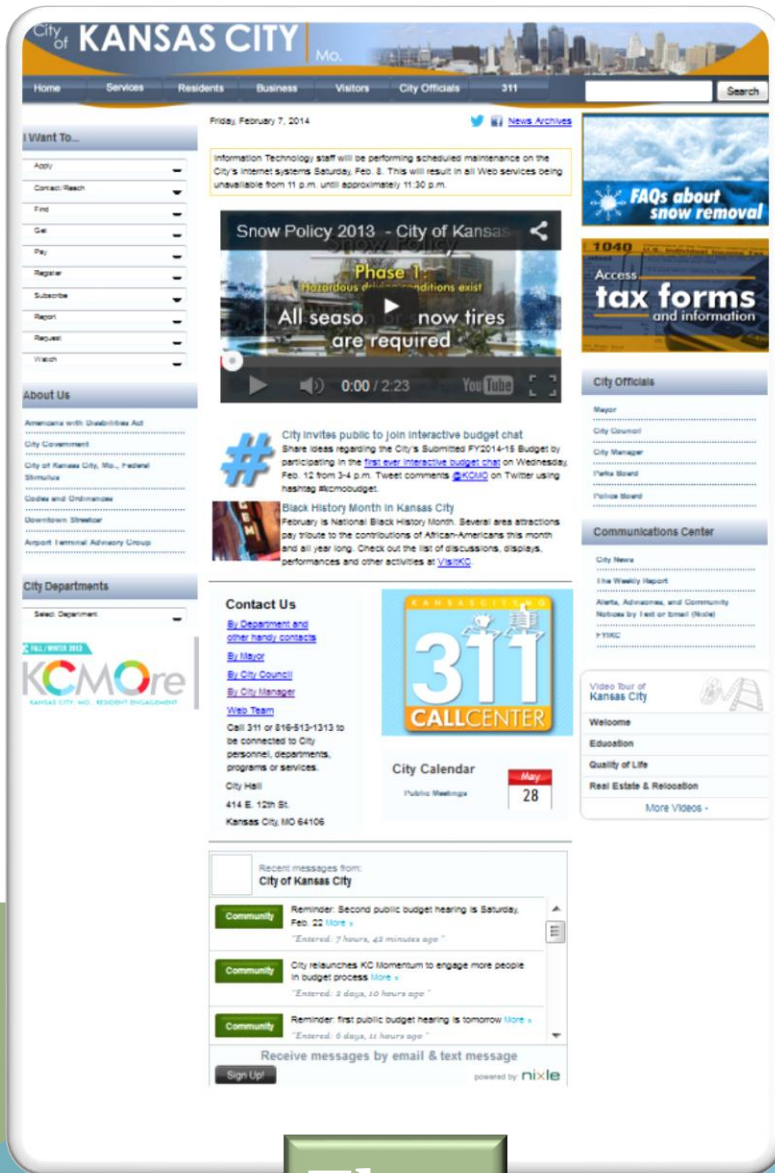 City of KANSAS CITY Mo.
Home Services Residents Business Visitors City Officials 311 Search
I Want To...
Apply
Contact/Reach
Find
Get
Pay
Register
Subscribe
Report
Request
Watch
About Us
Americans with Disabilities Act
City Government
City of Kansas City, Mo., Federal
Stimulus
Codes and Ordinances
Downtown Streetcar
Airport Terminal Advisory Group
City Departments
Select Department
FALL / WINTER 2013
KCMOre
KANSAS CITY, MO., RESIDENT ENGAGEMENT
Friday, February 7, 2014 News Archives
Information Technology staff will be performing scheduled maintenance on the
City's internet systems Saturday, Feb. 8. This will result in all Web services being
unavailable from 11 p.m. until approximately 11:30 p.m.
Snow Policy 2013 - City of Kansas
Snow Policy
Phase 1:
Hazardous driving conditions exist
All season or snow tires
are required
0:00 / 2:23 YouTube
#
City invites public to join interactive budget chat
Share ideas regarding the City's Submitted FY2014-15 Budget by
participating in the first ever interactive budget chat on Wednesday,
Feb. 12 from 3-4 p.m. Tweet comments @KCMO on Twitter using
hashtag #kcmobudget.
Black History Month in Kansas City
February is National Black History Month. Several area attractions
pay tribute to the contributions of African-Americans this month
and all year long. Check out the list of discussions, displays,
performances and other activities at VisitKC.
Contact Us
By Department and
other handy contacts
By Mayor
By City Council
By City Manager
Web Team
Call 311 or 816-513-1313 to
be connected to City
personnel, departments,
programs or services.
City Hall
414 E. 12th St.
Kansas City, MO 64106
KANSAS CITY, MO
311
CALL CENTER
City Calendar
Public Meetings
May
28
Recent messages from:
City of Kansas City
Community
Reminder: Second public budget hearing is Saturday,
Feb. 22 More »
"Entered: 7 hours, 42 minutes ago "
Community
City relaunches KC Momentum to engage more people
in budget process More »
"Entered: 2 days, 10 hours ago "
Community
Reminder: first public budget hearing is tomorrow More »
"Entered: 6 days, 11 hours ago "
Receive messages by email & text message
Sign Up! powered by nixle
FAQs about
snow removal
1040
Access
tax forms
and information
City Officials
Mayor
City Council
City Manager
Parks Board
Police Board
Communications Center
City News
The Weekly Report
Alerts, Advisories, and Community
Notices by Text or Email (Nixle)
FYIKC
Video Tour of
Kansas City
Welcome
Education
Quality of Life
Real Estate & Relocation
More Videos